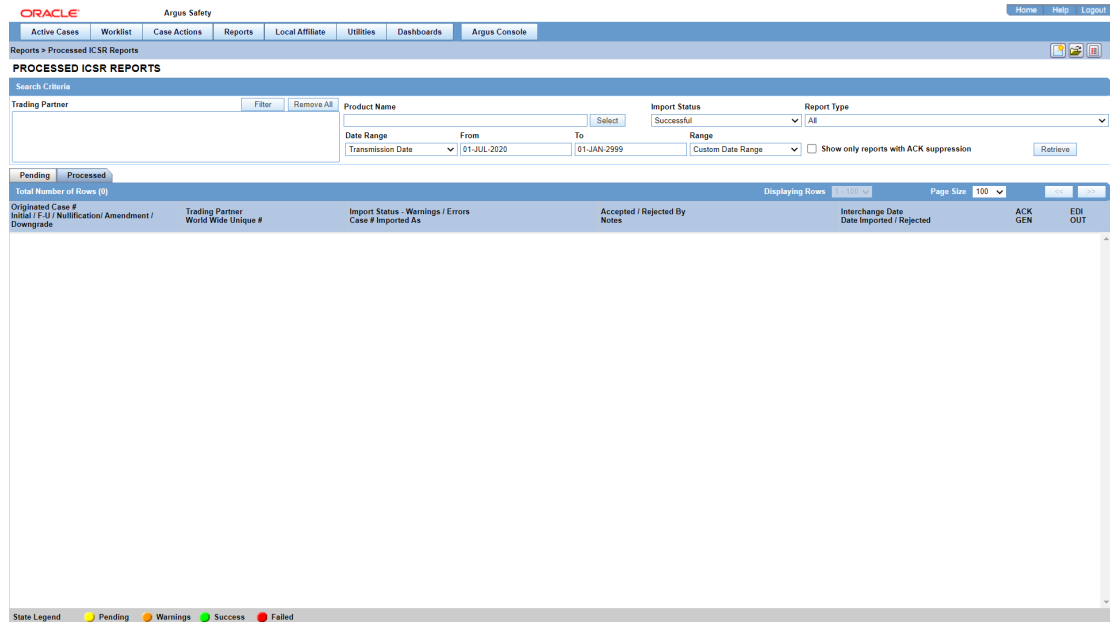 ORACLE®
Argus Safety
Home Help Logout
Active Cases Worklist Case Actions Reports Local Affiliate Utilities Dashboards Argus Console
Reports > Processed ICSR Reports
PROCESSED ICSR REPORTS
Search Criteria
Trading Partner Filter Remove All Product Name Import Status Report Type
Select Successful All
Date Range From To Range
Transmission Date 01-JUL-2020 01-JAN-2999 Custom Date Range Show only reports with ACK suppression Retrieve
Pending Processed
Total Number of Rows (0) Displaying Rows 1 - 100 Page Size 100 << >>
Originated Case #
Initial / F-U / Nullification/ Amendment /
Downgrade
Trading Partner
World Wide Unique #
Import Status - Warnings / Errors
Case # Imported As
Accepted / Rejected By
Notes
Interchange Date
Date Imported / Rejected
ACK
GEN
EDI
OUT
State Legend Pending Warnings Success Failed